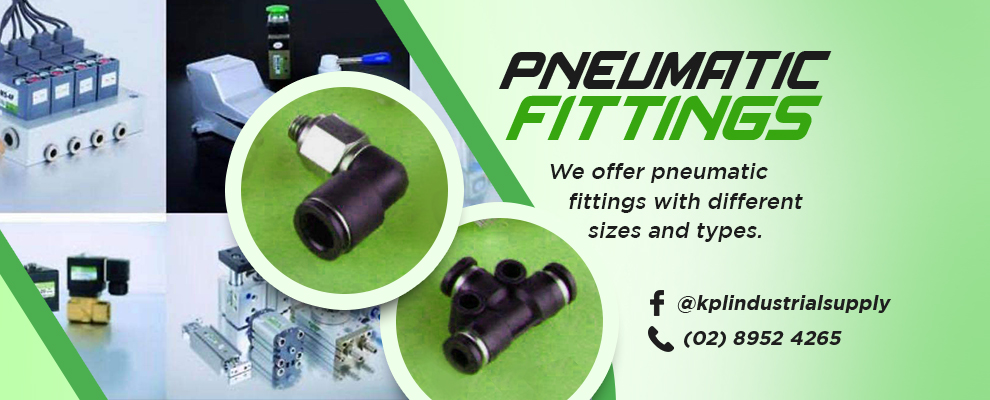 PNEUMATIC
FITTINGS
We offer pneumatic
fittings with different
sizes and types.
@kplindustrialsupply
(02) 8952 4265